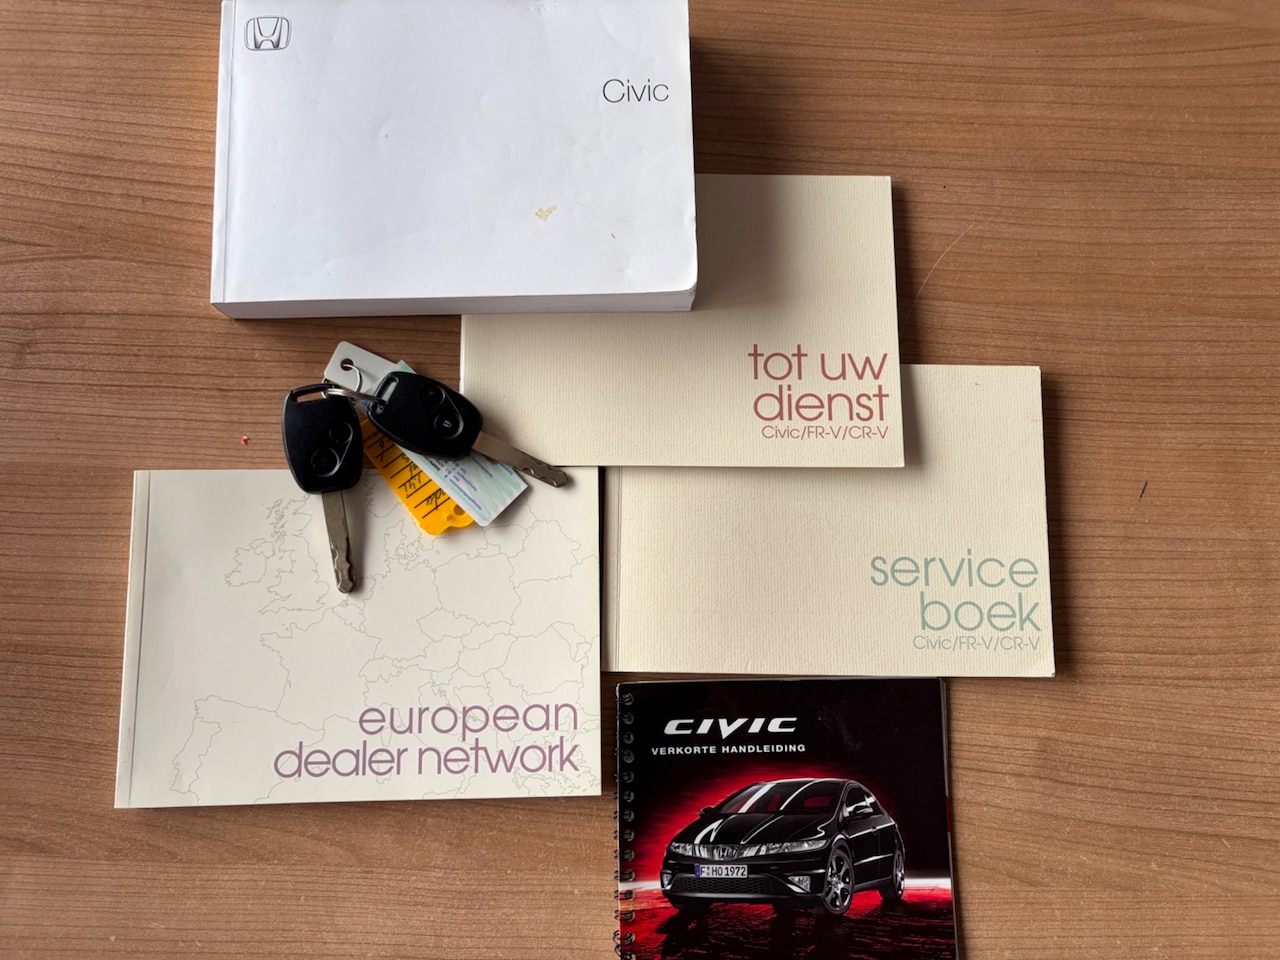 Civic
tot uw
dienst
Civic/FR-V/CR-V
service
boek
Civic/FR-V/CR-V
european
dealer network
CIVIC
VERKORTE HANDLEIDING
F HO 1972